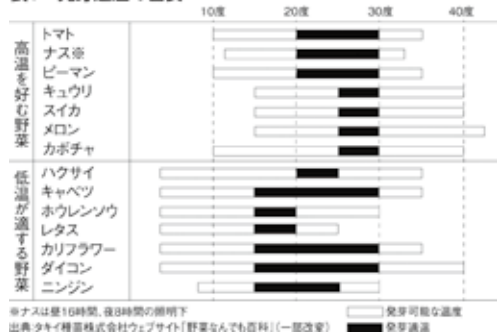 10度 20度 30度 40度
高温を好む野菜
トマト
ナス※
ピーマン
キュウリ
スイカ
メロン
カボチャ
低温が適する野菜
ハクサイ
キャベツ
ホウレンソウ
レタス
カリフラワー
ダイコン
ニンジン
※ナスは昼16時間、夜8時間の照明下
発芽可能な温度
出典:タキイ種苗株式会社ウェブサイト「野菜なんでも百科」(一部改変)
発芽適温